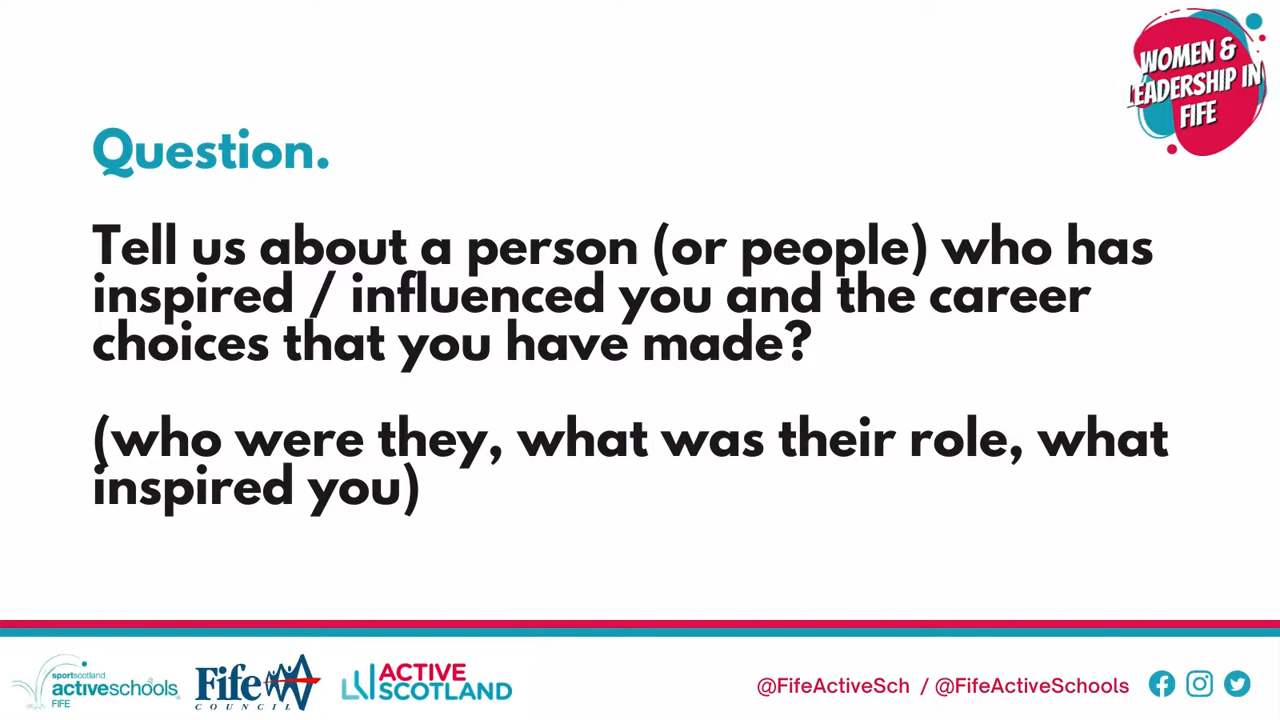 WOMEN &
LEADERSHIP IN
FIFE
Question.
Tell us about a person (or people) who has
inspired / influenced you and the career
choices that you have made?
(who were they, what was their role, what
inspired you)
sportscotland
activeschools
FIFE
Fife
COUNCIL
ACTIVE
SCOTLAND
@FifeActiveSch / @FifeActiveSchools